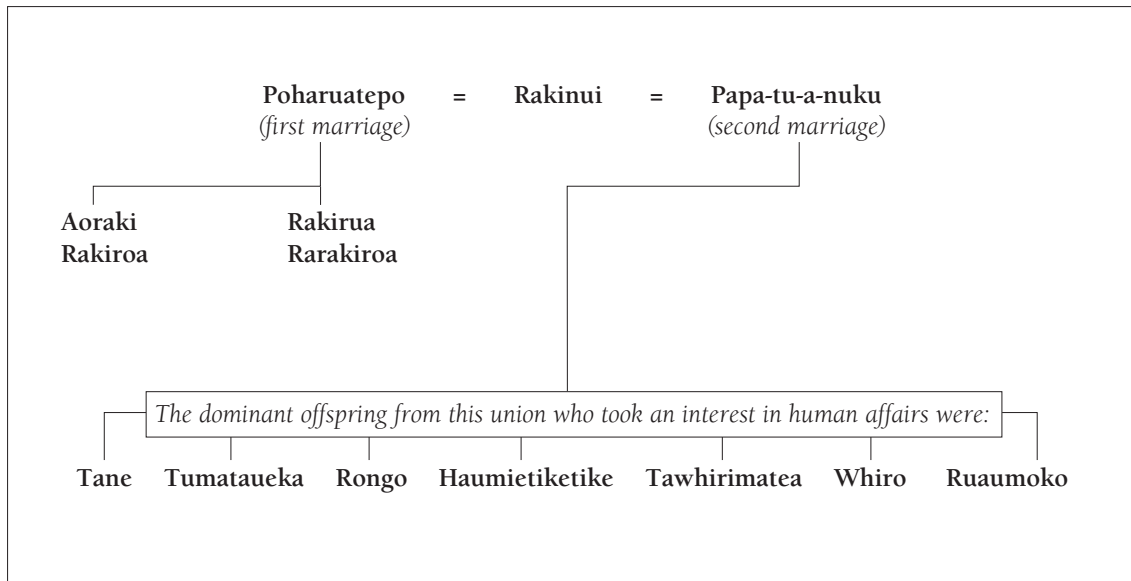 Poharuatepo = Rakinui = Papa-tu-a-nuku
(first marriage) (second marriage)
Aoraki Rakirua
Rakiroa Rarakiroa
The dominant offspring from this union who took an interest in human affairs were:
Tane Tumataueka Rongo Haumietiketike Tawhirimatea Whiro Ruaumoko